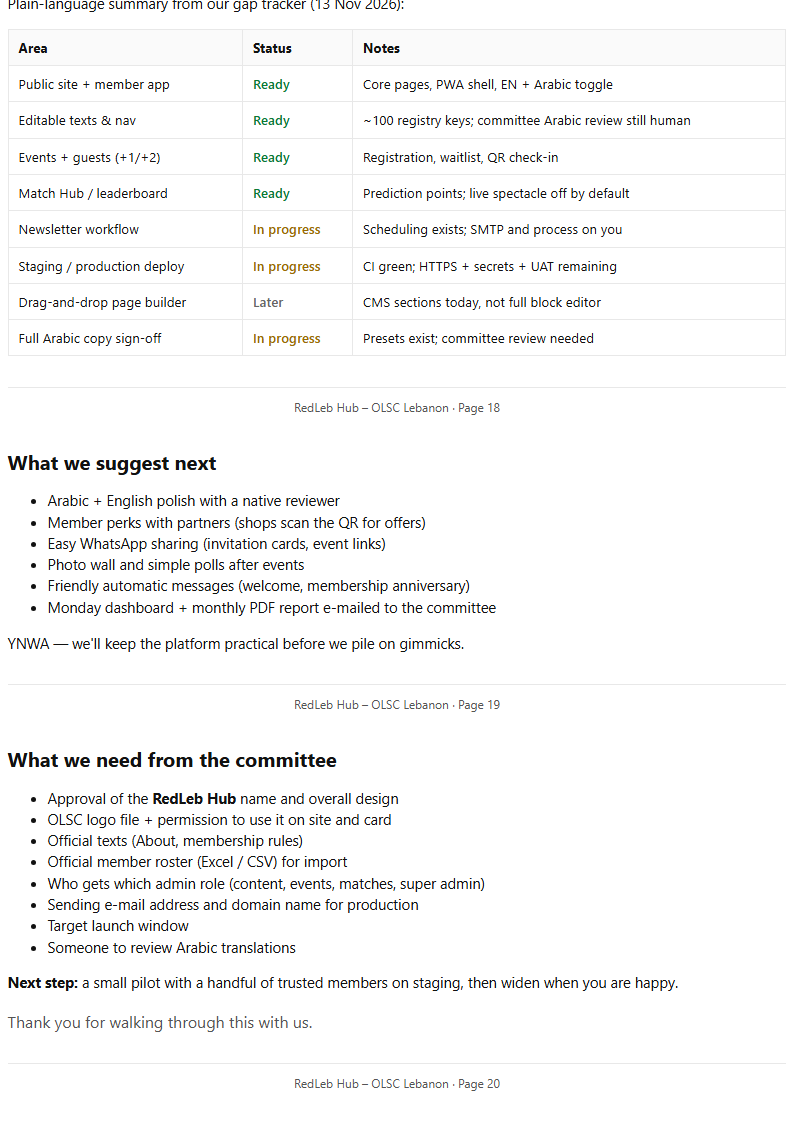 Plain-language summary from our gap tracker (13 Nov 2026):
Area Status Notes
Public site + member app Ready Core pages, PWA shell, EN + Arabic toggle
Editable texts & nav Ready ~100 registry keys; committee Arabic review still human
Events + guests (+1/+2) Ready Registration, waitlist, QR check-in
Match Hub / leaderboard Ready Prediction points; live spectacle off by default
Newsletter workflow In progress Scheduling exists; SMTP and process on you
Staging / production deploy In progress CI green; HTTPS + secrets + UAT remaining
Drag-and-drop page builder Later CMS sections today, not full block editor
Full Arabic copy sign-off In progress Presets exist; committee review needed
RedLeb Hub – OLSC Lebanon · Page 18
What we suggest next
• Arabic + English polish with a native reviewer
• Member perks with partners (shops scan the QR for offers)
• Easy WhatsApp sharing (invitation cards, event links)
• Photo wall and simple polls after events
• Friendly automatic messages (welcome, membership anniversary)
• Monday dashboard + monthly PDF report e-mailed to the committee
YNWA — we'll keep the platform practical before we pile on gimmicks.
RedLeb Hub – OLSC Lebanon · Page 19
What we need from the committee
• Approval of the RedLeb Hub name and overall design
• OLSC logo file + permission to use it on site and card
• Official texts (About, membership rules)
• Official member roster (Excel / CSV) for import
• Who gets which admin role (content, events, matches, super admin)
• Sending e-mail address and domain name for production
• Target launch window
• Someone to review Arabic translations
Next step: a small pilot with a handful of trusted members on staging, then widen when you are happy.
Thank you for walking through this with us.
RedLeb Hub – OLSC Lebanon · Page 20